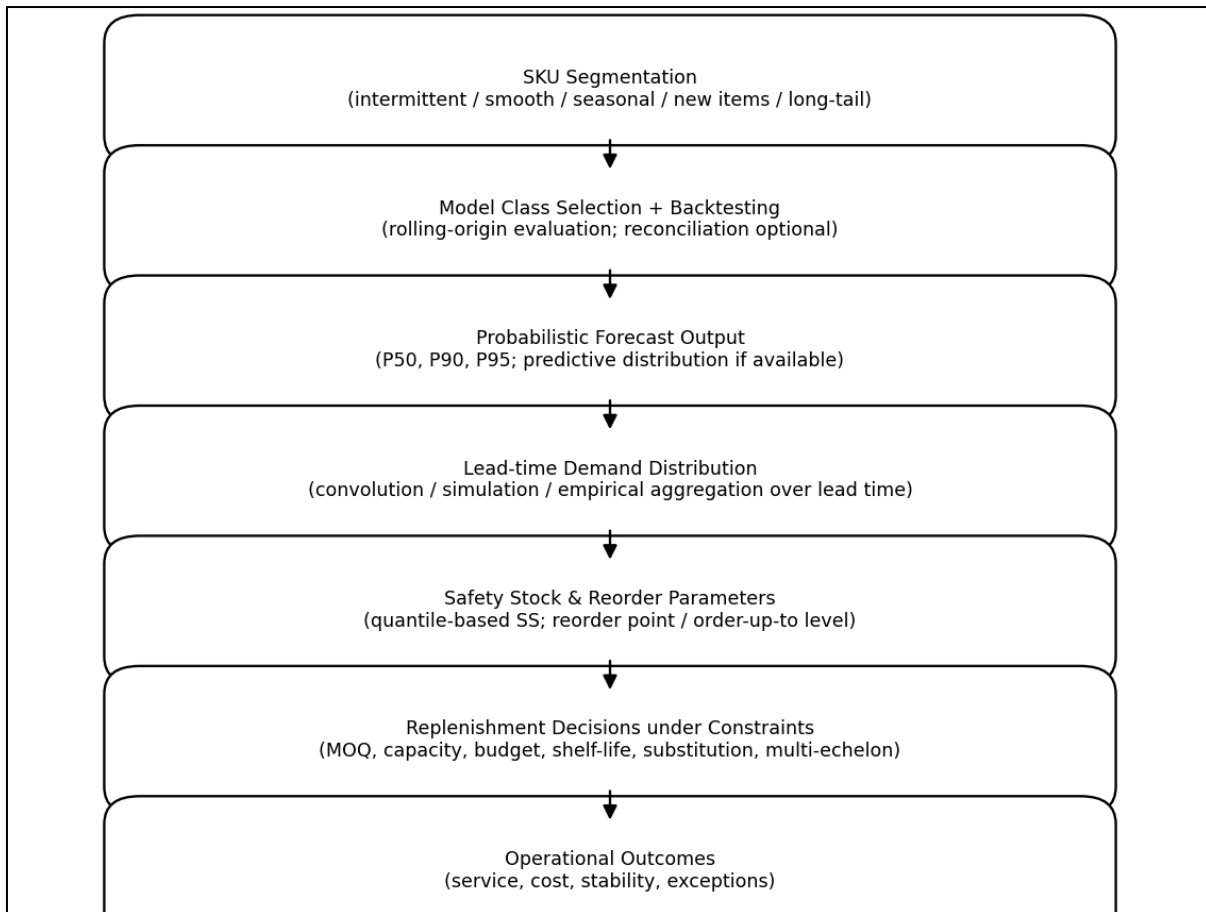 SKU Segmentation
(intermittent / smooth / seasonal / new items / long-tail)
Model Class Selection + Backtesting
(rolling-origin evaluation; reconciliation optional)
Probabilistic Forecast Output
(P50, P90, P95; predictive distribution if available)
Lead-time Demand Distribution
(convolution / simulation / empirical aggregation over lead time)
Safety Stock & Reorder Parameters
(quantile-based SS; reorder point / order-up-to level)
Replenishment Decisions under Constraints
(MOQ, capacity, budget, shelf-life, substitution, multi-echelon)
Operational Outcomes
(service, cost, stability, exceptions)